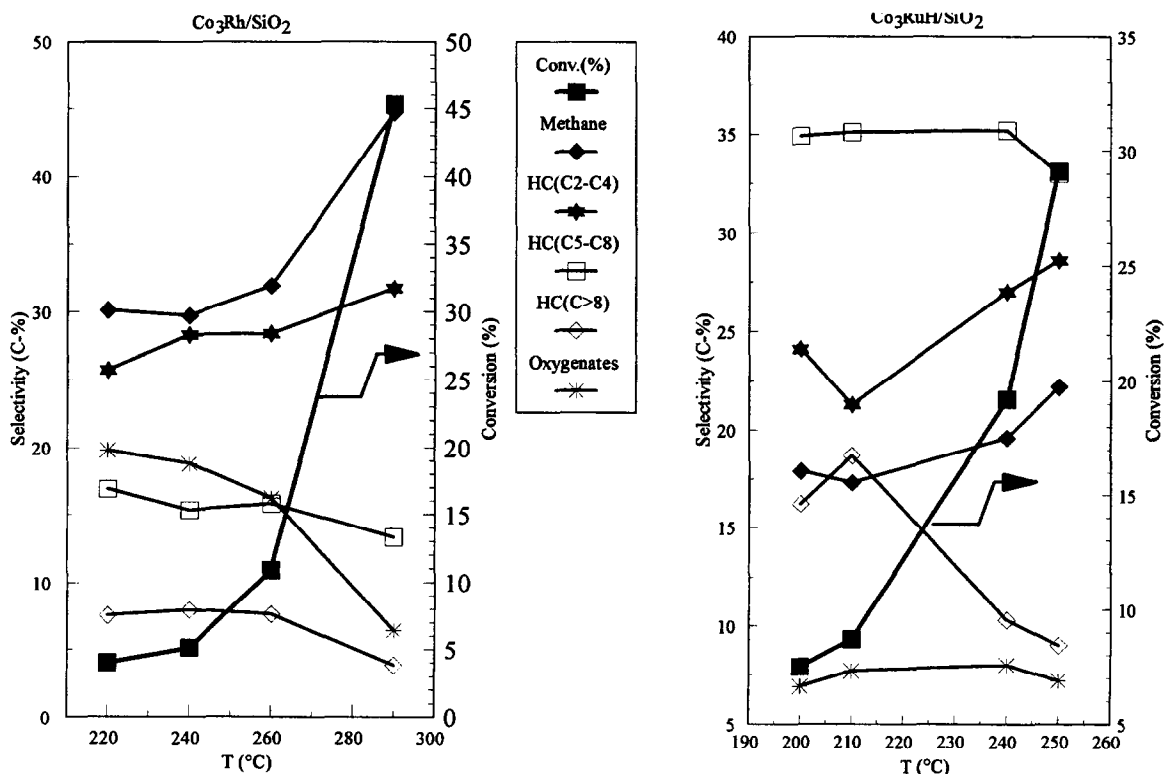 Co3Rh/SiO2
50
40
30
20
10
0
Selectivity (C-%)
220 240 260 280 300
T (°C)
50
45
40
35
30
25
20
15
10
5
0
Conversion (%)
Conv.(%)
Methane
HC(C2-C4)
HC(C5-C8)
HC(C>8)
Oxygenates
Co3RuH/SiO2
40
35
30
25
20
15
10
5
Selectivity (C-%)
190 200 210 220 230 240 250 260
T (°C)
35
30
25
20
15
10
5
Conversion (%)